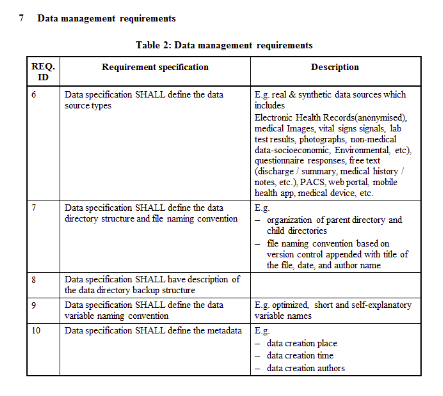 7 Data management requirements
Table 2: Data management requirements
REQ. ID
Requirement specification
Description
6
Data specification SHALL define the data
source types
E.g. real & synthetic data sources which
includes
Electronic Health Records(anonymised),
medical Images, vital signs signals, lab
test results, photographs, non-medical
data-socioeconomic, Environmental, etc),
questionnaire responses, free text
(discharge / summary, medical history /
notes, etc.), PACS, web portal, mobile
health app, medical device, etc.
7
Data specification SHALL define the data
directory structure and file naming convention
E.g.
– organization of parent directory and
child directories
– file naming convention based on
version control appended with title of
the file, date, and author name
8
Data specification SHALL have description of
the data directory backup structure
9
Data specification SHALL define the data
variable naming convention
E.g. optimized, short and self-explanatory
variable names
10
Data specification SHALL define the metadata
E.g.
– data creation place
– data creation time
– data creation authors